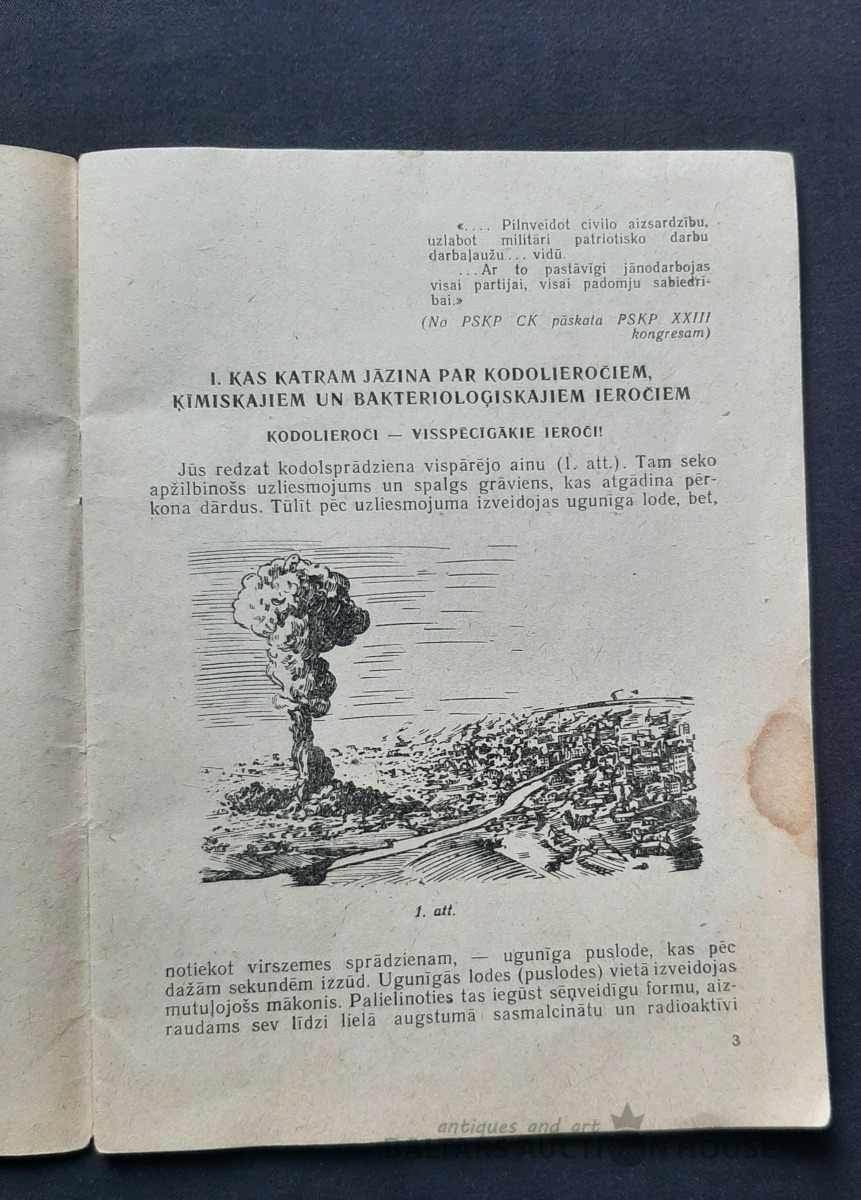 «.... Pilnveidot civilo aizsardzību,
uzlabot militāri patriotisko darbu
darbaļaužu... vidū.
...Ar to pastāvīgi jānodarbojas
visai partijai, visai padomju sabiedrī-
bai.»
(No PSKP CK pāskata PSKP XXIII
kongresam)
I. KAS KATRAM JĀZINA PAR KODOLIEROČIEM,
ĶĪMISKAJIEM UN BAKTERIOLOĢISKAJIEM IEROČIEM
KODOLIEROČI — VISSPĒCĪGĀKIE IEROČI!
Jūs redzat kodolsprādziena vispārējo ainu (1. att.). Tam seko
apžilbinošs uzliesmojums un spalgs grāviens, kas atgādina pēr-
kona dārdus. Tūlīt pēc uzliesmojuma izveidojas ugunīga lode, bet,
1. att.
notiekot virszemes sprādzienam, — ugunīga puslode, kas pēc
dažām sekundēm izzūd. Ugunīgās lodes (puslodes) vietā izveidojas
mutuļojošs mākonis. Palielinoties tas iegūst sēņveidīgu formu, aiz-
raudams sev līdzi lielā augstumā sasmalcinātu un radioaktīvi
3
antiques and art
BALTARS AUCTION HOUSE